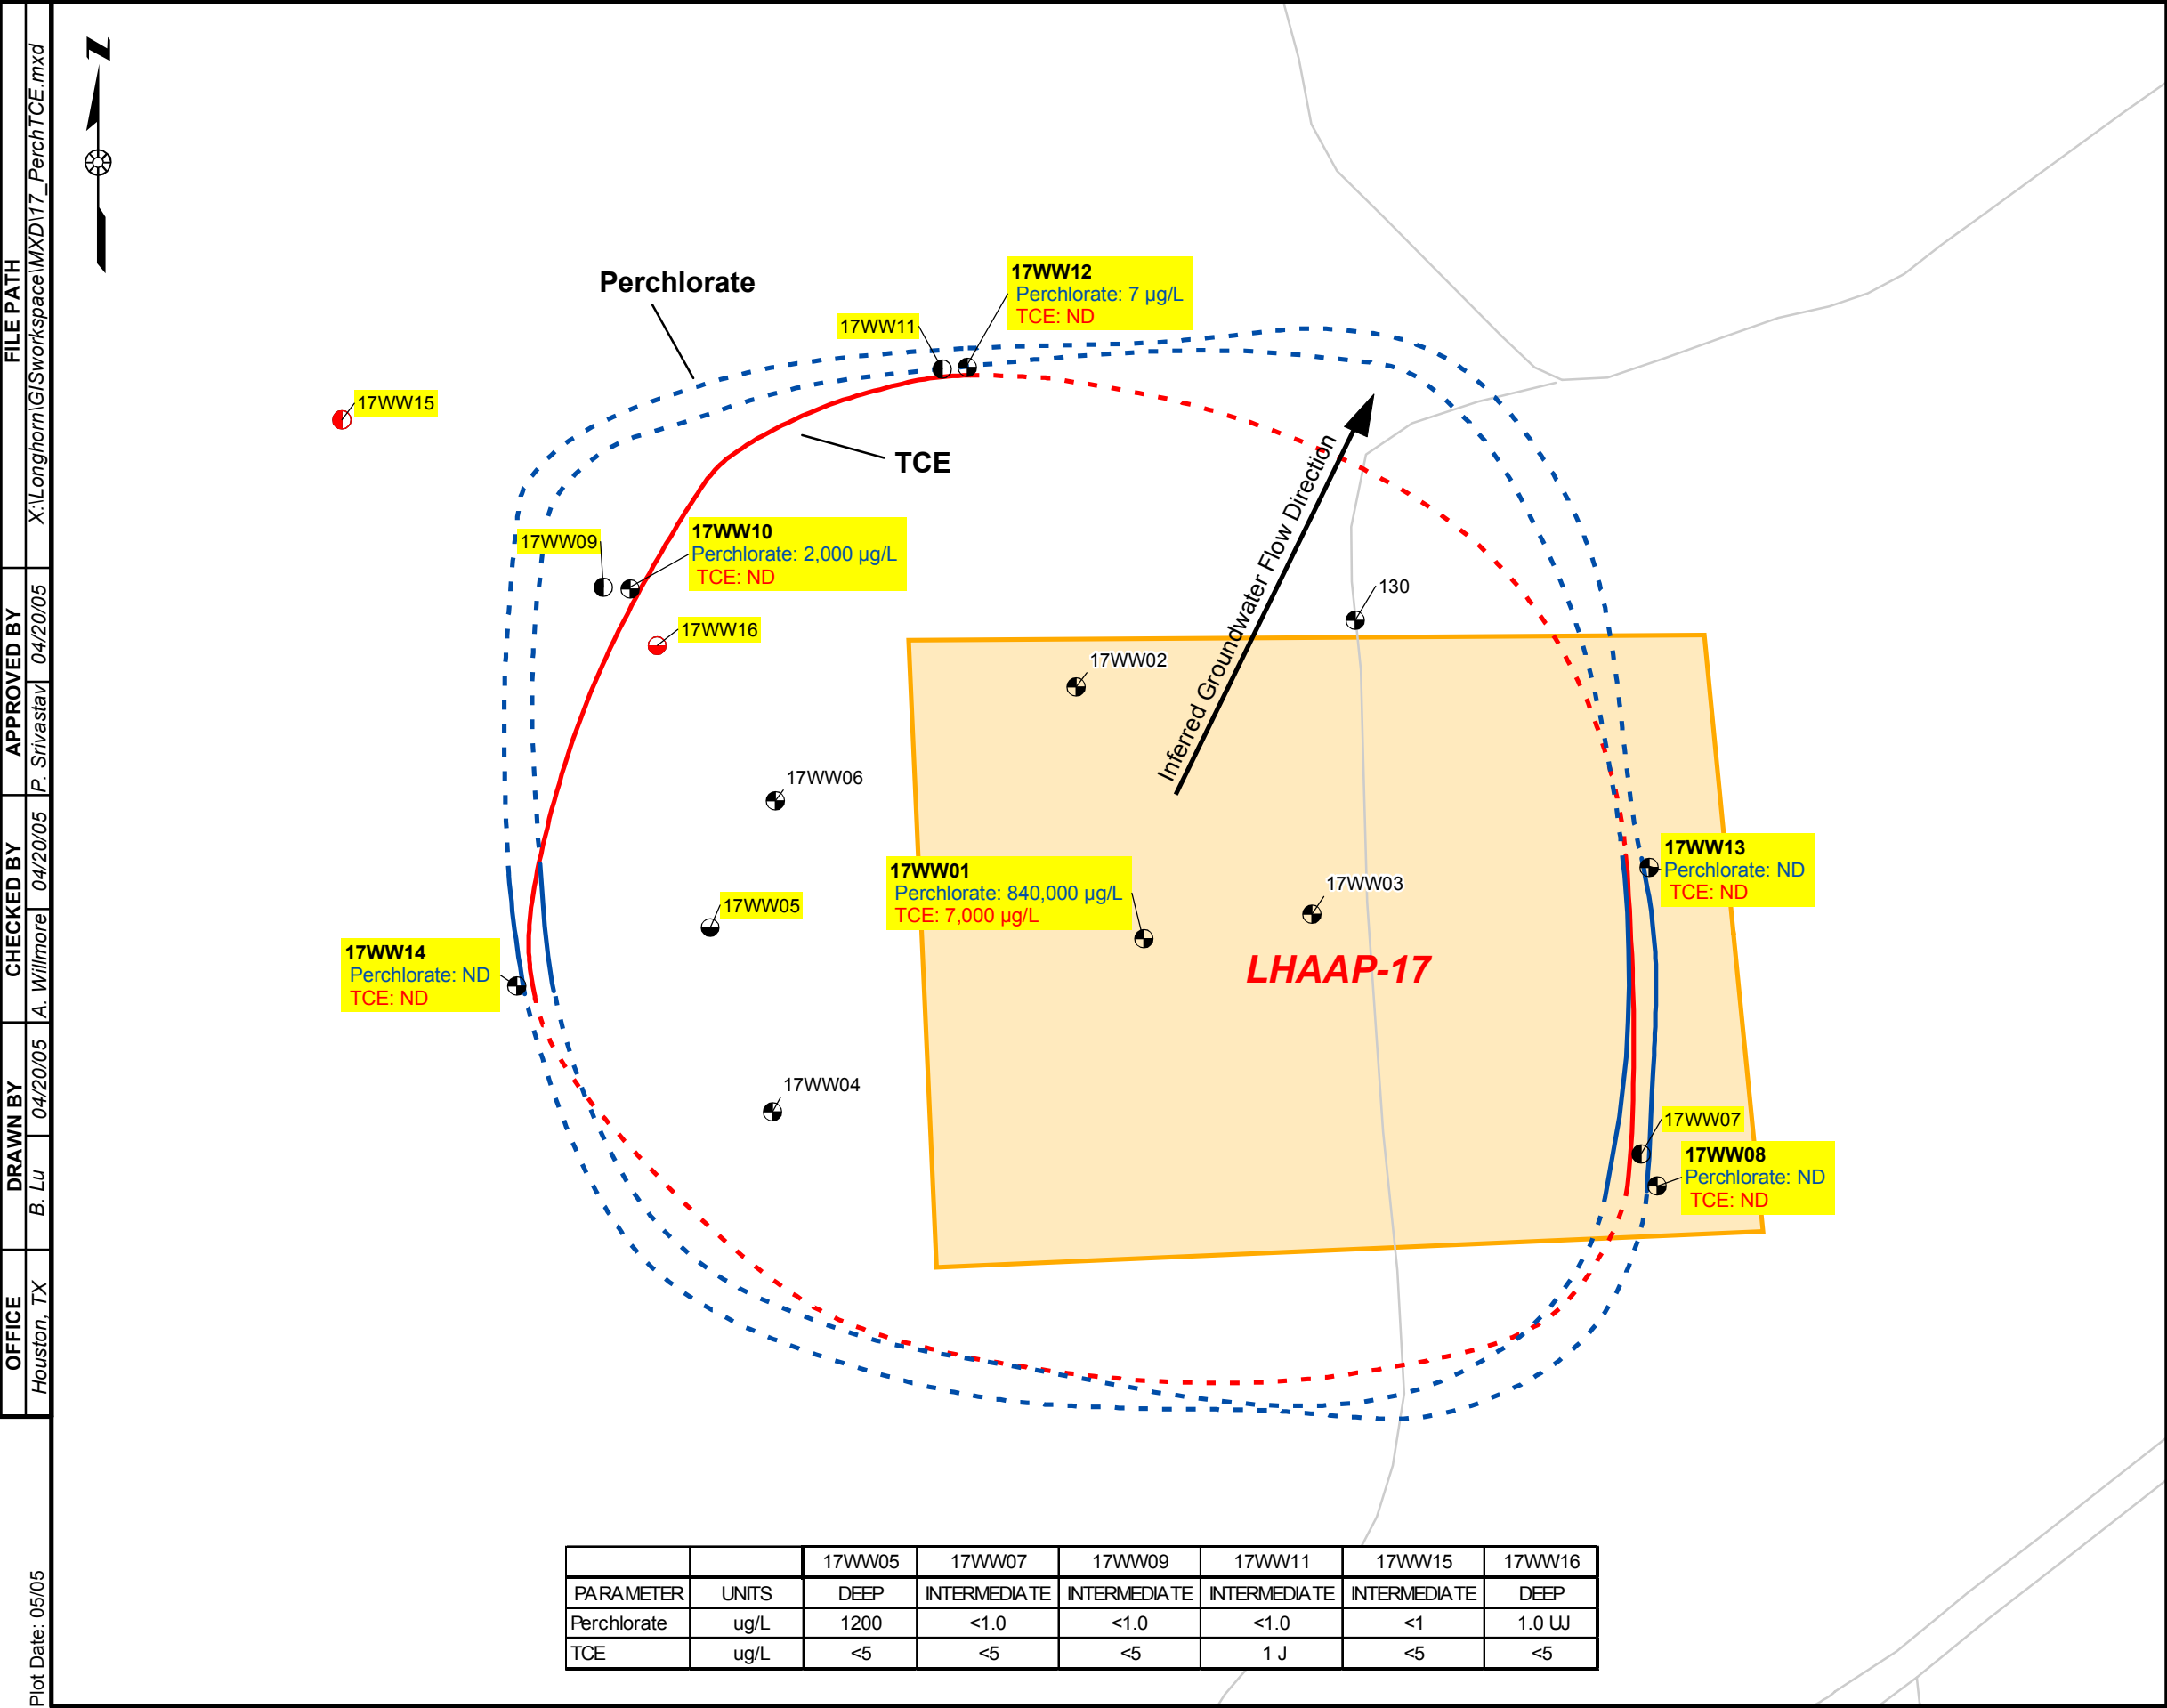 FILE PATH
X:\Longhorn\GISworkspace\MXD\17_PerchTCE.mxd
APPROVED BY
P. Srivastav 04/20/05
CHECKED BY
A. Willmore 04/20/05
DRAWN BY
B. Lu 04/20/05
OFFICE
Houston, TX
Plot Date: 05/05
N
Perchlorate
17WW12
Perchlorate: 7 µg/L
TCE: ND
17WW11
17WW15
TCE
17WW10
Perchlorate: 2,000 µg/L
TCE: ND
17WW09
17WW16
Inferred Groundwater Flow Direction
130
17WW02
17WW06
17WW01
Perchlorate: 840,000 µg/L
TCE: 7,000 µg/L
17WW03
17WW13
Perchlorate: ND
TCE: ND
17WW05
17WW14
Perchlorate: ND
TCE: ND
LHAAP-17
17WW04
17WW07
17WW08
Perchlorate: ND
TCE: ND
17WW05 17WW07 17WW09 17WW11 17WW15 17WW16
PARAMETER UNITS DEEP INTERMEDIATE INTERMEDIATE INTERMEDIATE INTERMEDIATE DEEP
Perchlorate ug/L 1200 <1.0 <1.0 <1.0 <1 1.0 UJ
TCE ug/L <5 <5 <5 1 J <5 <5